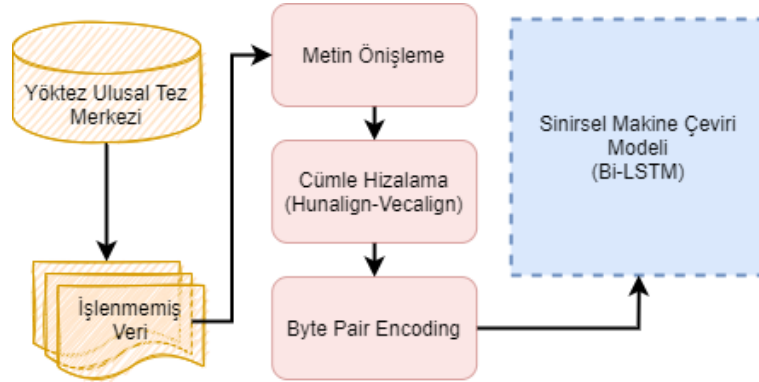 Yöktez Ulusal Tez
Merkezi
İşlenmemiş
Veri
Metin Önişleme
Cümle Hizalama
(Hunalign-Vecalign)
Byte Pair Encoding
Sinirsel Makine Çeviri
Modeli
(Bi-LSTM)